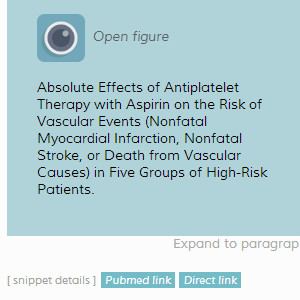 Open figure
Absolute Effects of Antiplatelet
Therapy with Aspirin on the Risk of
Vascular Events (Nonfatal
Myocardial Infarction, Nonfatal
Stroke, or Death from Vascular
Causes) in Five Groups of High-Risk
Patients.
Expand to paragrap
[ snippet details ] Pubmed link Direct link